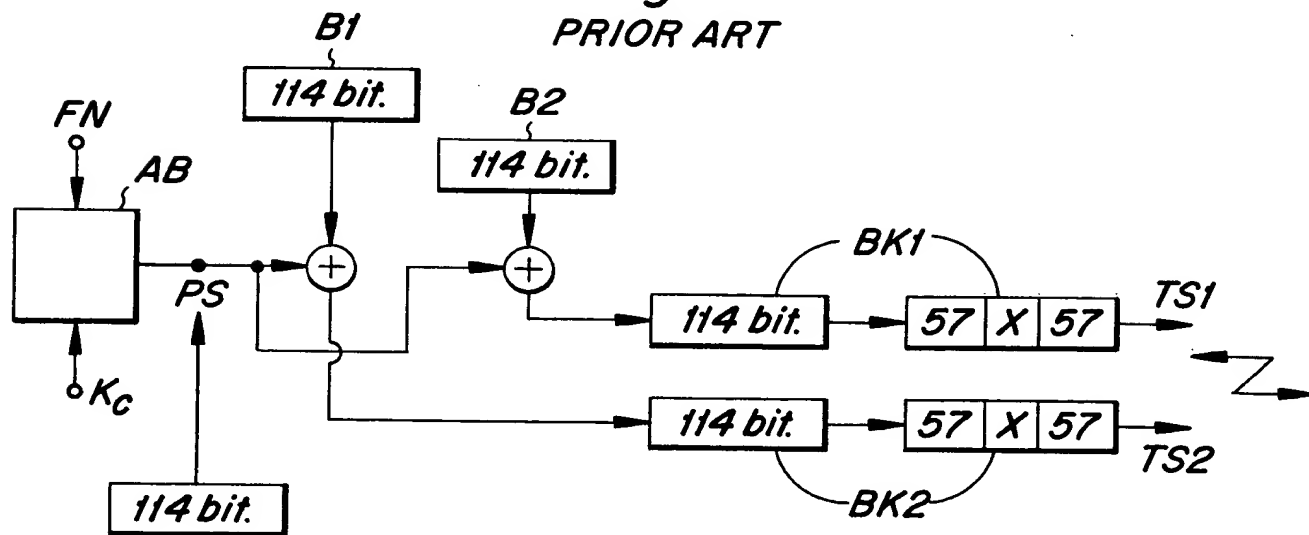 PRIOR ART
B1
114 bit.
B2
114 bit.
FN
AB
+
+
PS
Kc
114 bit.
BK1
114 bit.
57 X 57
TS1
114 bit.
57 X 57
TS2
BK2